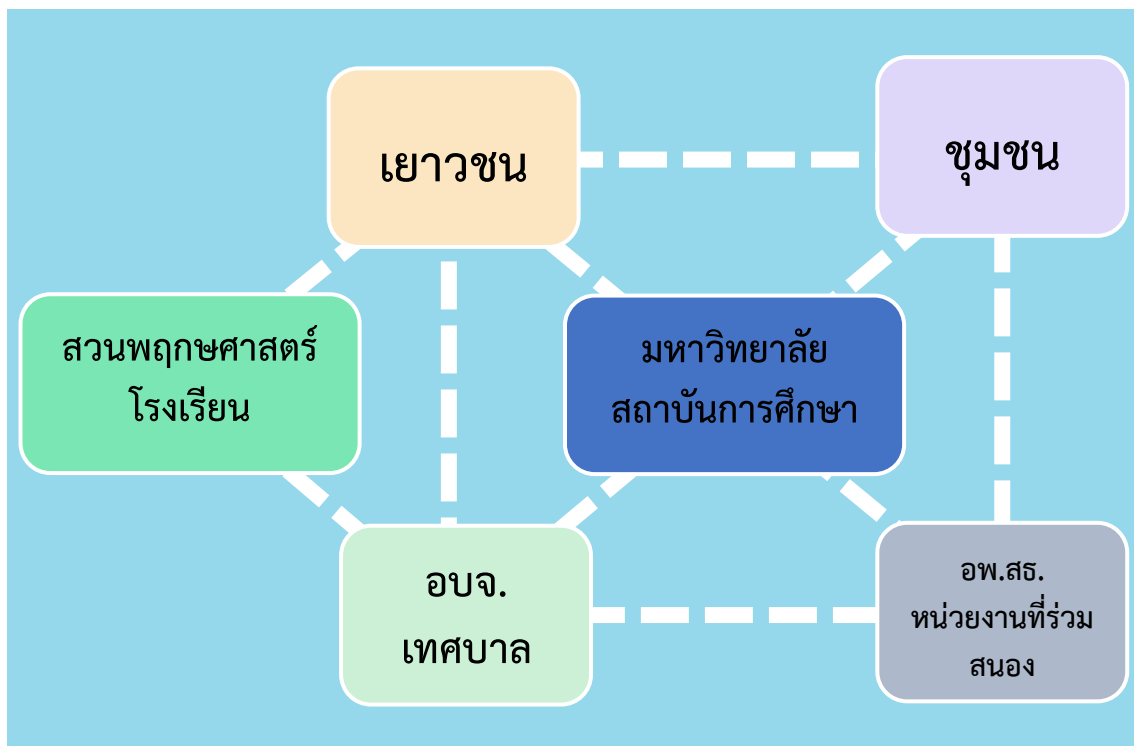 เยาวชน
ชุมชน
สวนพฤกษศาสตร์
โรงเรียน
มหาวิทยาลัย
สถาบันการศึกษา
อบจ.
เทศบาล
อพ.สธ.
หน่วยงานที่ร่วม
สนอง